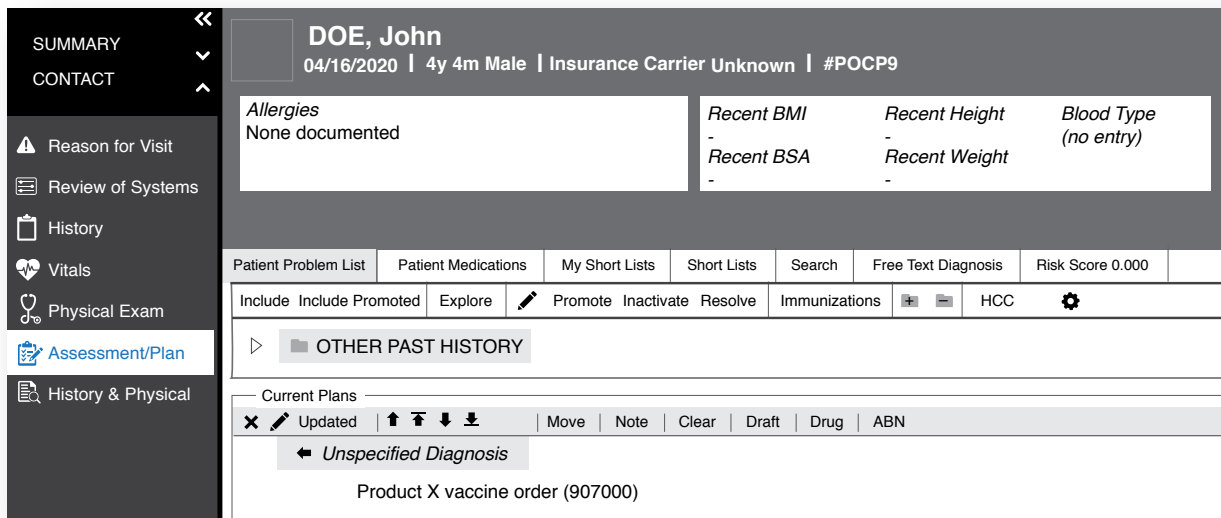 SUMMARY
CONTACT
Reason for Visit
Review of Systems
History
Vitals
Physical Exam
Assessment/Plan
History & Physical
DOE, John
04/16/2020 | 4y 4m Male | Insurance Carrier Unknown | #POCP9
Allergies
None documented
Recent BMI Recent Height Blood Type
- - (no entry)
Recent BSA Recent Weight
- -
Patient Problem List Patient Medications My Short Lists Short Lists Search Free Text Diagnosis Risk Score 0.000
Include Include Promoted Explore Promote Inactivate Resolve Immunizations HCC
OTHER PAST HISTORY
Current Plans
Updated | | Move | Note | Clear | Draft | Drug | ABN
Unspecified Diagnosis
Product X vaccine order (907000)